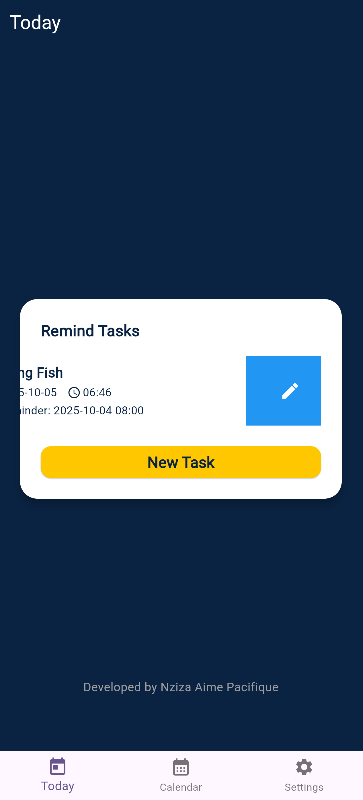 Today
Remind Tasks
ng Fish
5-10-05 06:46
inder: 2025-10-04 08:00
New Task
Developed by Nziza Aime Pacifique
Today Calendar Settings